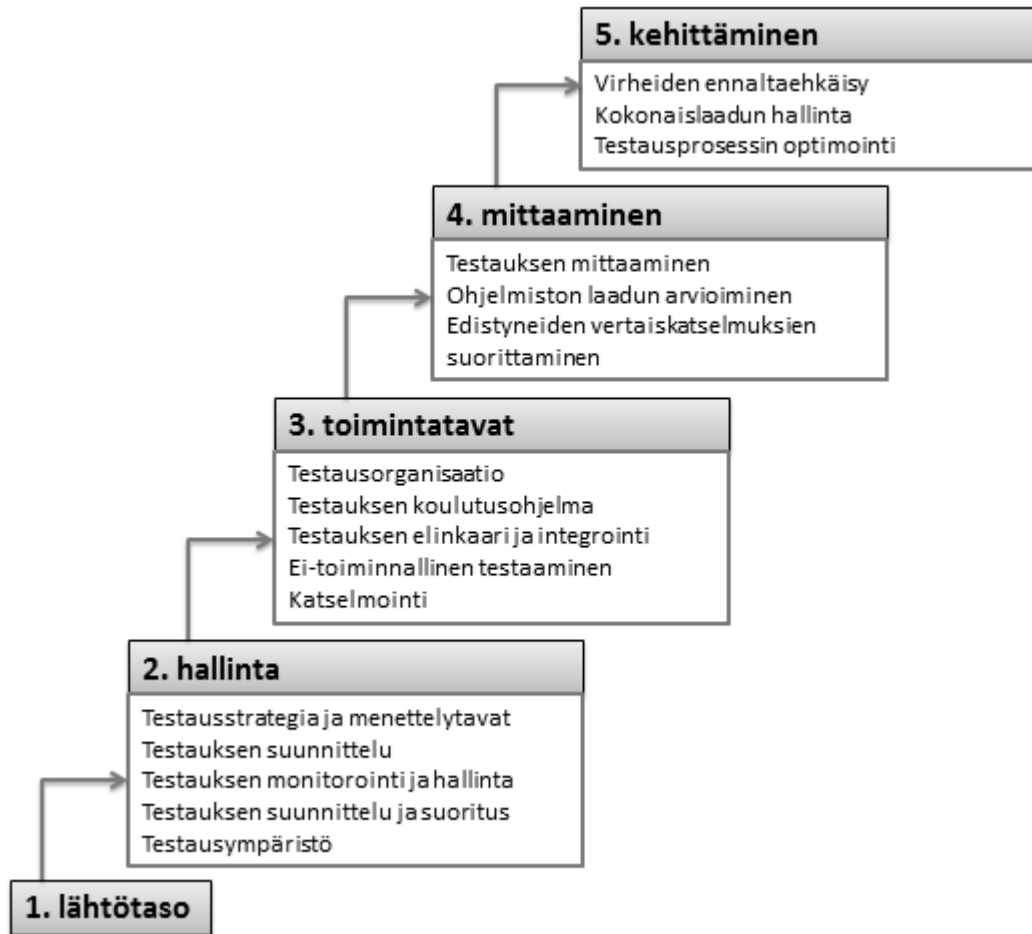 5. kehittäminen
Virheiden ennaltaehkäisy
Kokonaislaadun hallinta
Testausprosessin optimointi
4. mittaaminen
Testauksen mittaaminen
Ohjelmiston laadun arvioiminen
Edistyneiden vertaiskatselmuksien
suorittaminen
3. toimintatavat
Testausorganisaatio
Testauksen koulutusohjelma
Testauksen elinkaari ja integrointi
Ei-toiminnallinen testaaminen
Katselmointi
2. hallinta
Testausstrategia ja menettelytavat
Testauksen suunnittelu
Testauksen monitorointi ja hallinta
Testauksen suunnittelu ja suoritus
Testausympäristö
1. lähtötaso